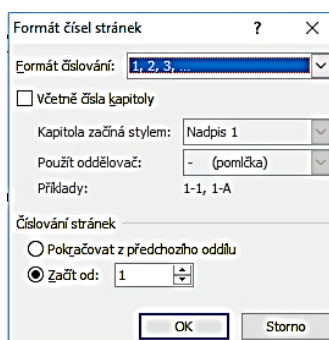 Formát čísel stránek ? ×
Formát číslování: 1, 2, 3, ...
Včetně čísla kapitoly
Kapitola začíná stylem: Nadpis 1
Použít oddělovač: - (pomlčka)
Příklady: 1-1, 1-A
Číslování stránek
Pokračovat z předchozího oddílu
Začít od: 1
OK Storno